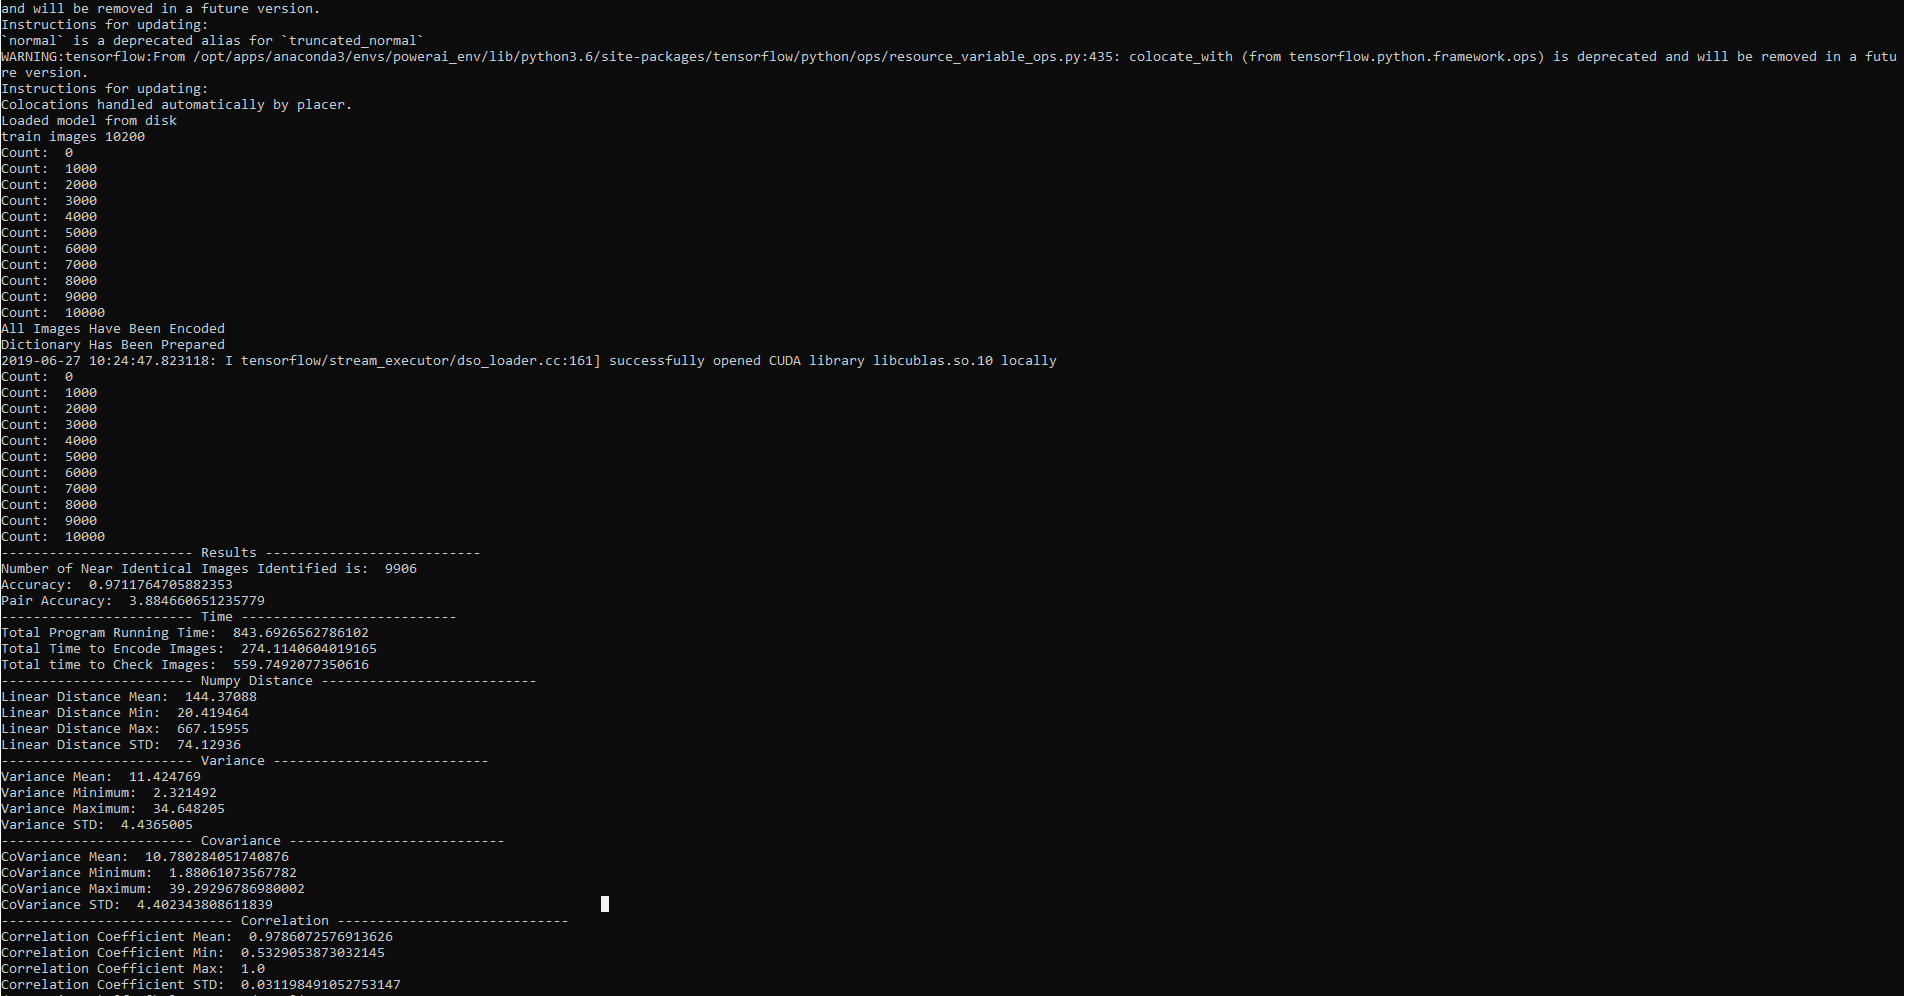 and will be removed in a future version.
Instructions for updating:
`normal` is a deprecated alias for `truncated_normal`
WARNING:tensorflow:From /opt/apps/anaconda3/envs/powerai_env/lib/python3.6/site-packages/tensorflow/python/ops/resource_variable_ops.py:435: colocate_with (from tensorflow.python.framework.ops) is deprecated and will be removed in a futu
re version.
Instructions for updating:
Colocations handled automatically by placer.
Loaded model from disk
train images 10200
Count:  0
Count:  1000
Count:  2000
Count:  3000
Count:  4000
Count:  5000
Count:  6000
Count:  7000
Count:  8000
Count:  9000
Count:  10000
All Images Have Been Encoded
Dictionary Has Been Prepared
2019-06-27 10:24:47.823118: I tensorflow/stream_executor/dso_loader.cc:161] successfully opened CUDA library libcublas.so.10 locally
Count:  0
Count:  1000
Count:  2000
Count:  3000
Count:  4000
Count:  5000
Count:  6000
Count:  7000
Count:  8000
Count:  9000
Count:  10000
------------------------ Results ---------------------------
Number of Near Identical Images Identified is:  9906
Accuracy:  0.9711764705882353
Pair Accuracy:  3.884660651235779
------------------------ Time ---------------------------
Total Program Running Time:  843.6926562786102
Total Time to Encode Images:  274.1140604019165
Total time to Check Images:  559.7492077350616
------------------------ Numpy Distance ---------------------------
Linear Distance Mean:  144.37088
Linear Distance Min:  20.419464
Linear Distance Max:  667.15955
Linear Distance STD:  74.12936
------------------------ Variance ---------------------------
Variance Mean:  11.424769
Variance Minimum:  2.321492
Variance Maximum:  34.648205
Variance STD:  4.4365005
------------------------ Covariance ---------------------------
CoVariance Mean:  10.780284051740876
CoVariance Minimum:  1.88061073567782
CoVariance Maximum:  39.29296786980002
CoVariance STD:  4.402343808611839
----------------------------- Correlation -----------------------------
Correlation Coefficient Mean:  0.9786072576913626
Correlation Coefficient Min:  0.5329053873032145
Correlation Coefficient Max:  1.0
Correlation Coefficient STD:  0.031198491052753147